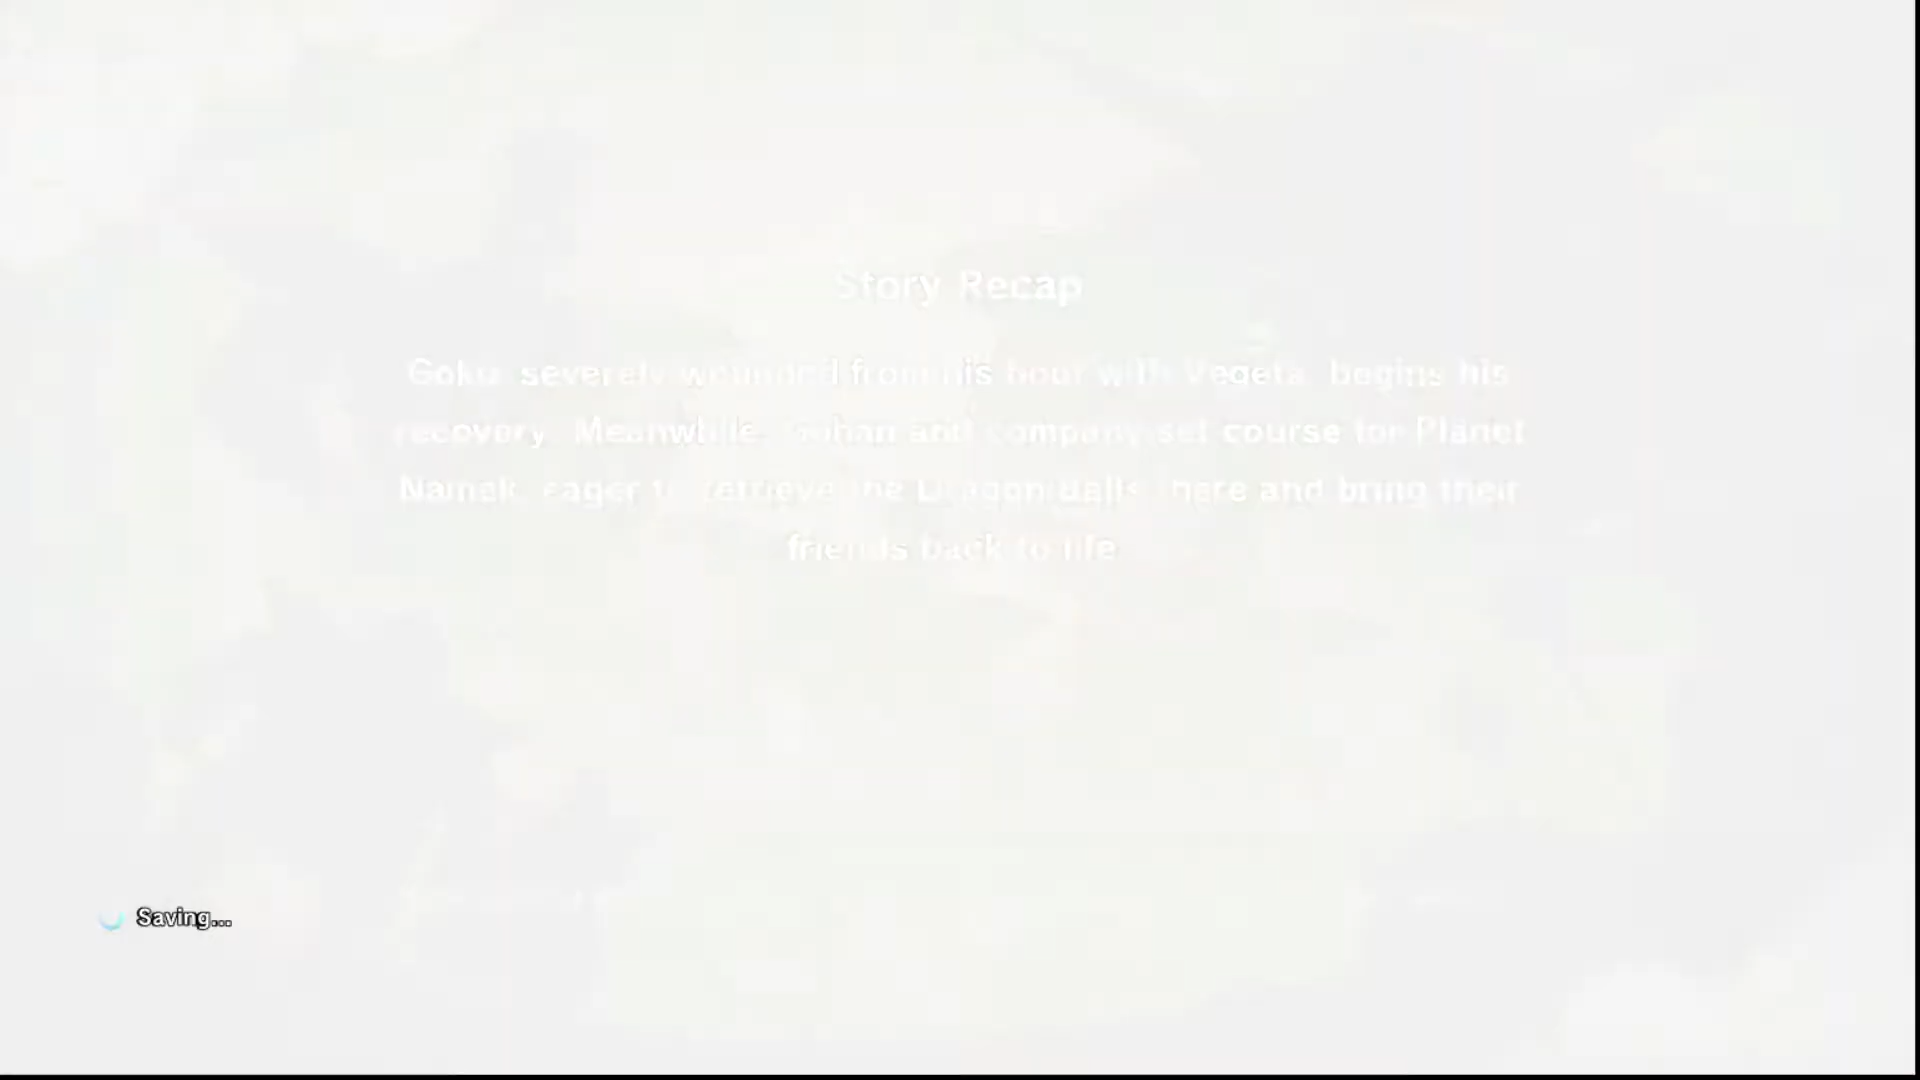 Story Recap
Goku, severely wounded from his bout with Vegeta, begins his
recovery. Meanwhile, Gohan and company set course for Planet
Namek, eager to retrieve the Dragon Balls there and bring their
friends back to life.
Saving...